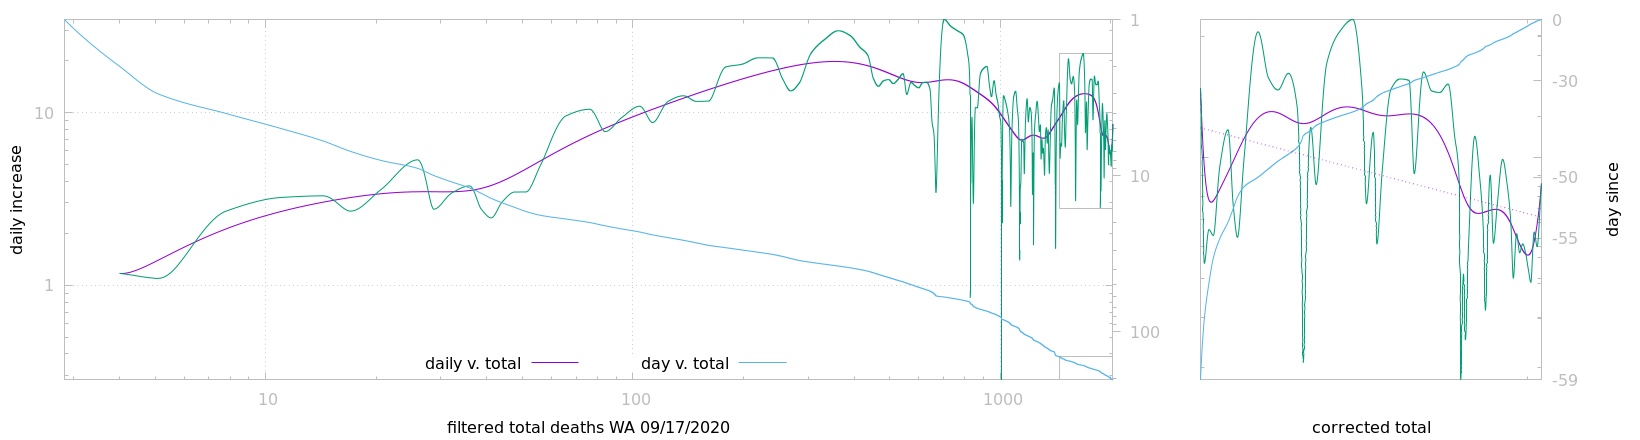 daily increase
10
1
daily v. total
day v. total
10
100
1000
filtered total deaths WA 09/17/2020
1
10
100
0
-30
-50
-55
-59
day since
corrected total